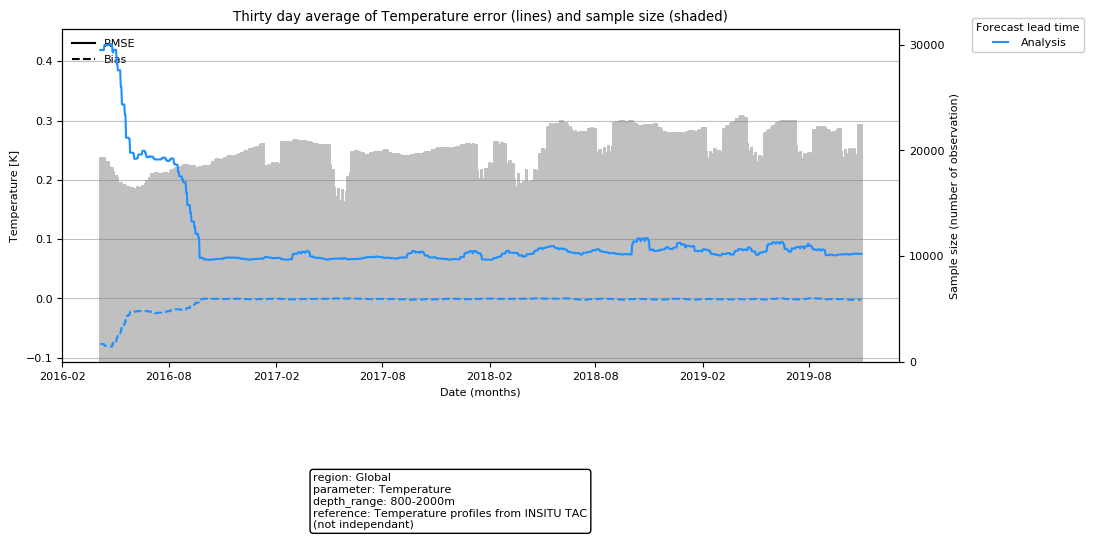 Thirty day average of Temperature error (lines) and sample size (shaded)
Forecast lead time
Analysis
RMSE
Bias
Temperature [K]
0.4
0.3
0.2
0.1
0.0
−0.1
30000
20000
10000
0
Sample size (number of observation)
2016-02
2016-08
2017-02
2017-08
2018-02
2018-08
2019-02
2019-08
Date (months)
region: Global
parameter: Temperature
depth_range: 800-2000m
reference: Temperature profiles from INSITU TAC
(not independant)